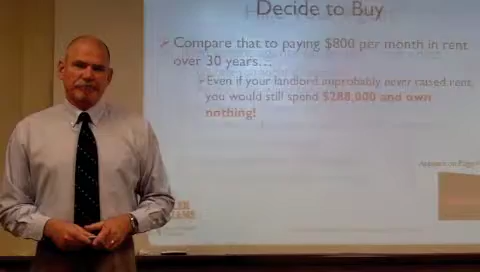 Decide to Buy
Compare that to paying $800 per month in rent
over 30 years...
Even if your landlord improbably never raised rent,
you would still spend $288,000 and own
nothing!